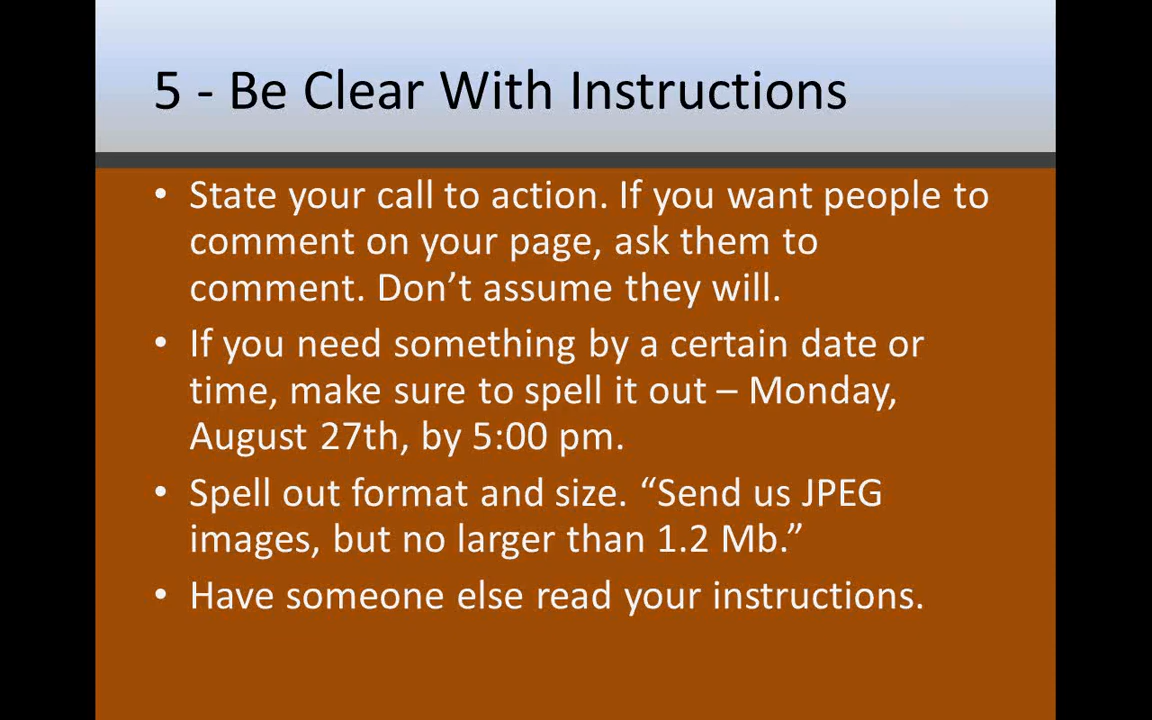 5 - Be Clear With Instructions
• State your call to action. If you want people to
comment on your page, ask them to
comment. Don’t assume they will.
• If you need something by a certain date or
time, make sure to spell it out – Monday,
August 27th, by 5:00 pm.
• Spell out format and size. “Send us JPEG
images, but no larger than 1.2 Mb.”
• Have someone else read your instructions.